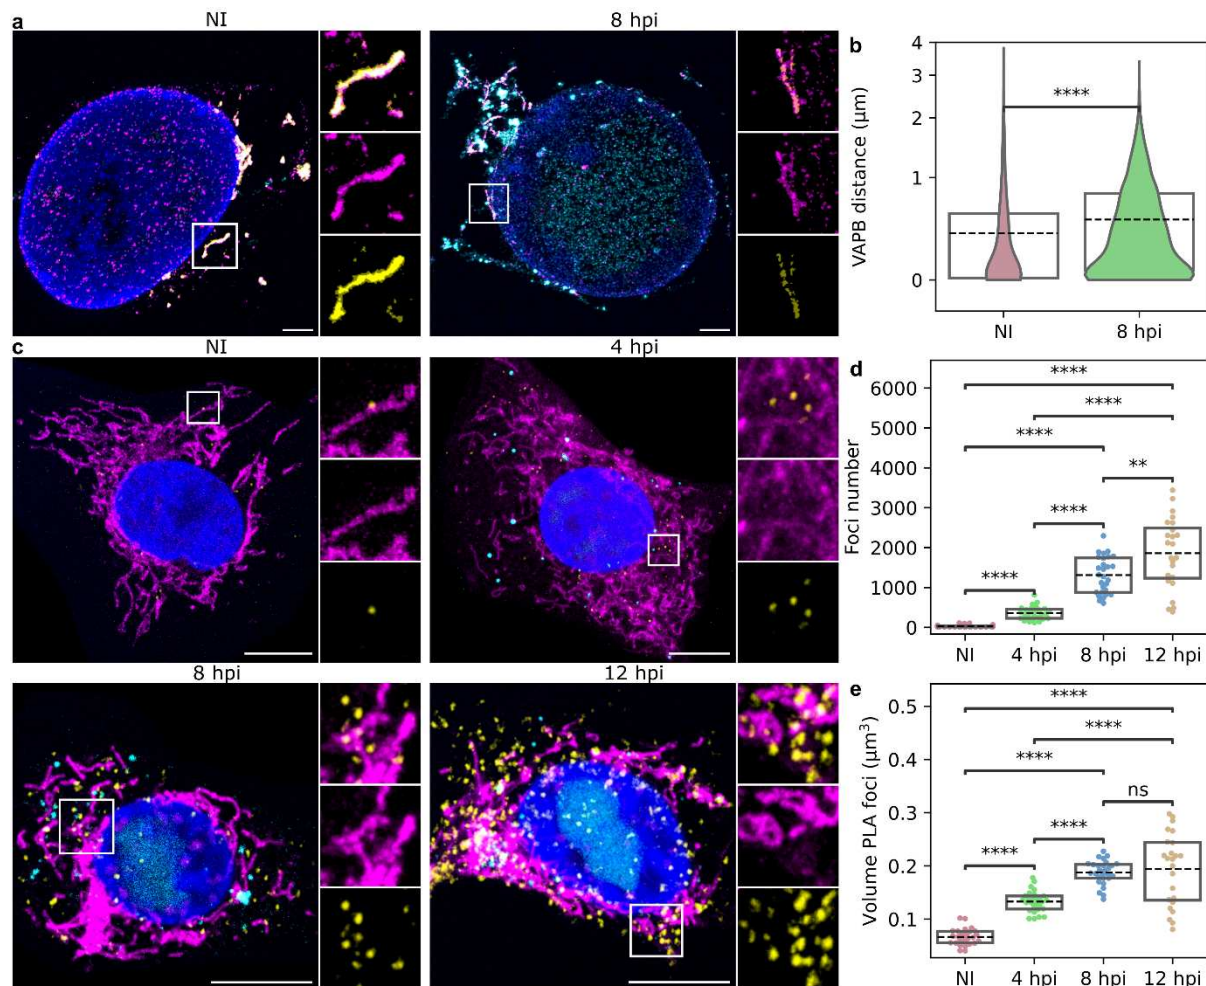 a
NI
8 hpi
b
VAPB distance (μm)
4
3
2
1
0
****
NI
8 hpi
c
NI
4 hpi
8 hpi
12 hpi
d
Foci number
6000
5000
4000
3000
2000
1000
0
****
****
****
**
****
****
NI
4 hpi
8 hpi
12 hpi
e
Volume PLA foci (μm³)
0.5
0.4
0.3
0.2
0.1
****
****
****
ns
****
****
NI
4 hpi
8 hpi
12 hpi